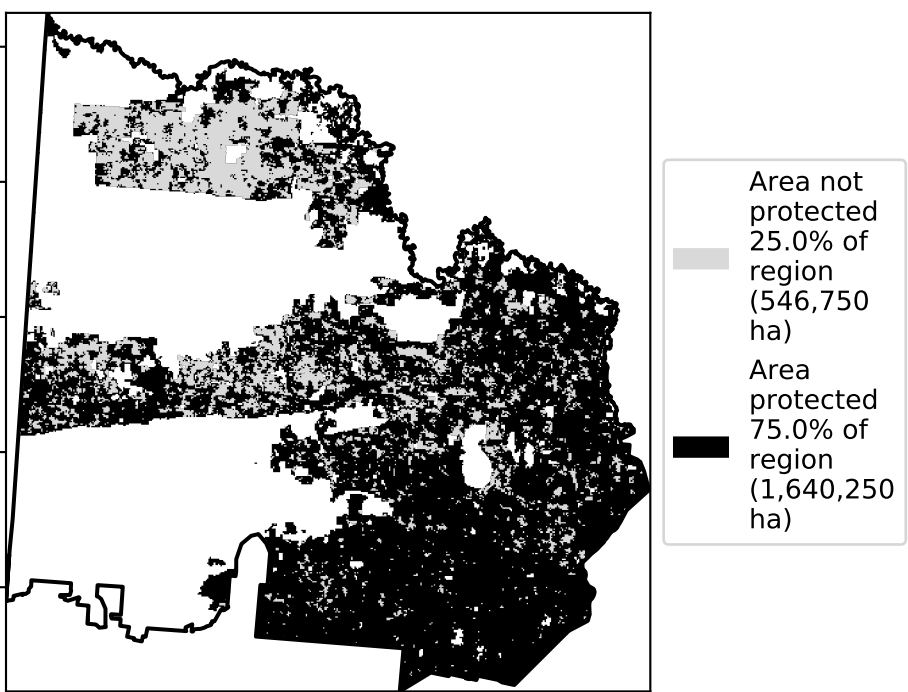 Area not
protected
25.0% of
region
(546,750
ha)
Area
protected
75.0% of
region
(1,640,250
ha)